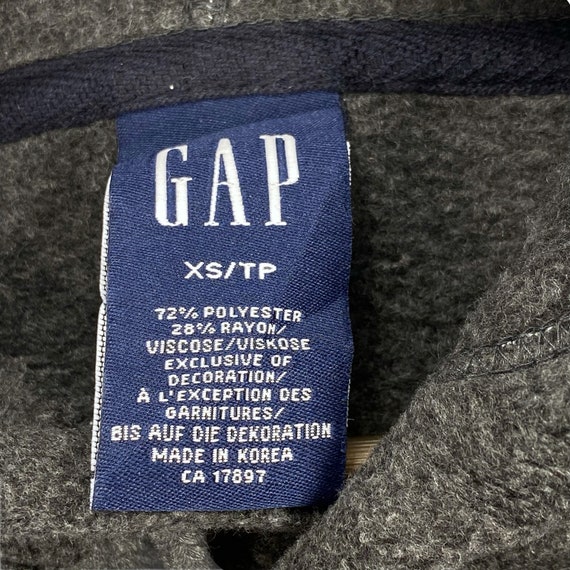 GAP
XS/TP
72% POLYESTER
28% RAYON/
VISCOSE/VISKOSE
EXCLUSIVE OF
DECORATION/
À L'EXCEPTION DES
GARNITURES/
BIS AUF DIE DEKORATION
MADE IN KOREA
CA 17897